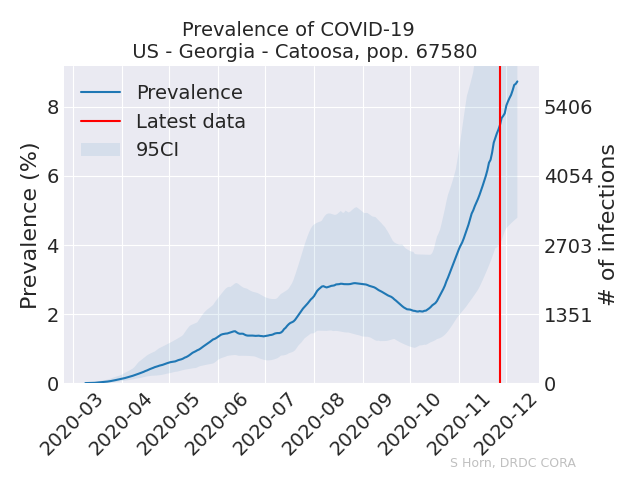 Prevalence of COVID-19
US - Georgia - Catoosa, pop. 67580
Prevalence
Latest data
95CI
Prevalence (%)
8
6
4
2
0
5406
4054
2703
1351
0
# of infections
2020-03
2020-04
2020-05
2020-06
2020-07
2020-08
2020-09
2020-10
2020-11
2020-12
S Horn, DRDC CORA